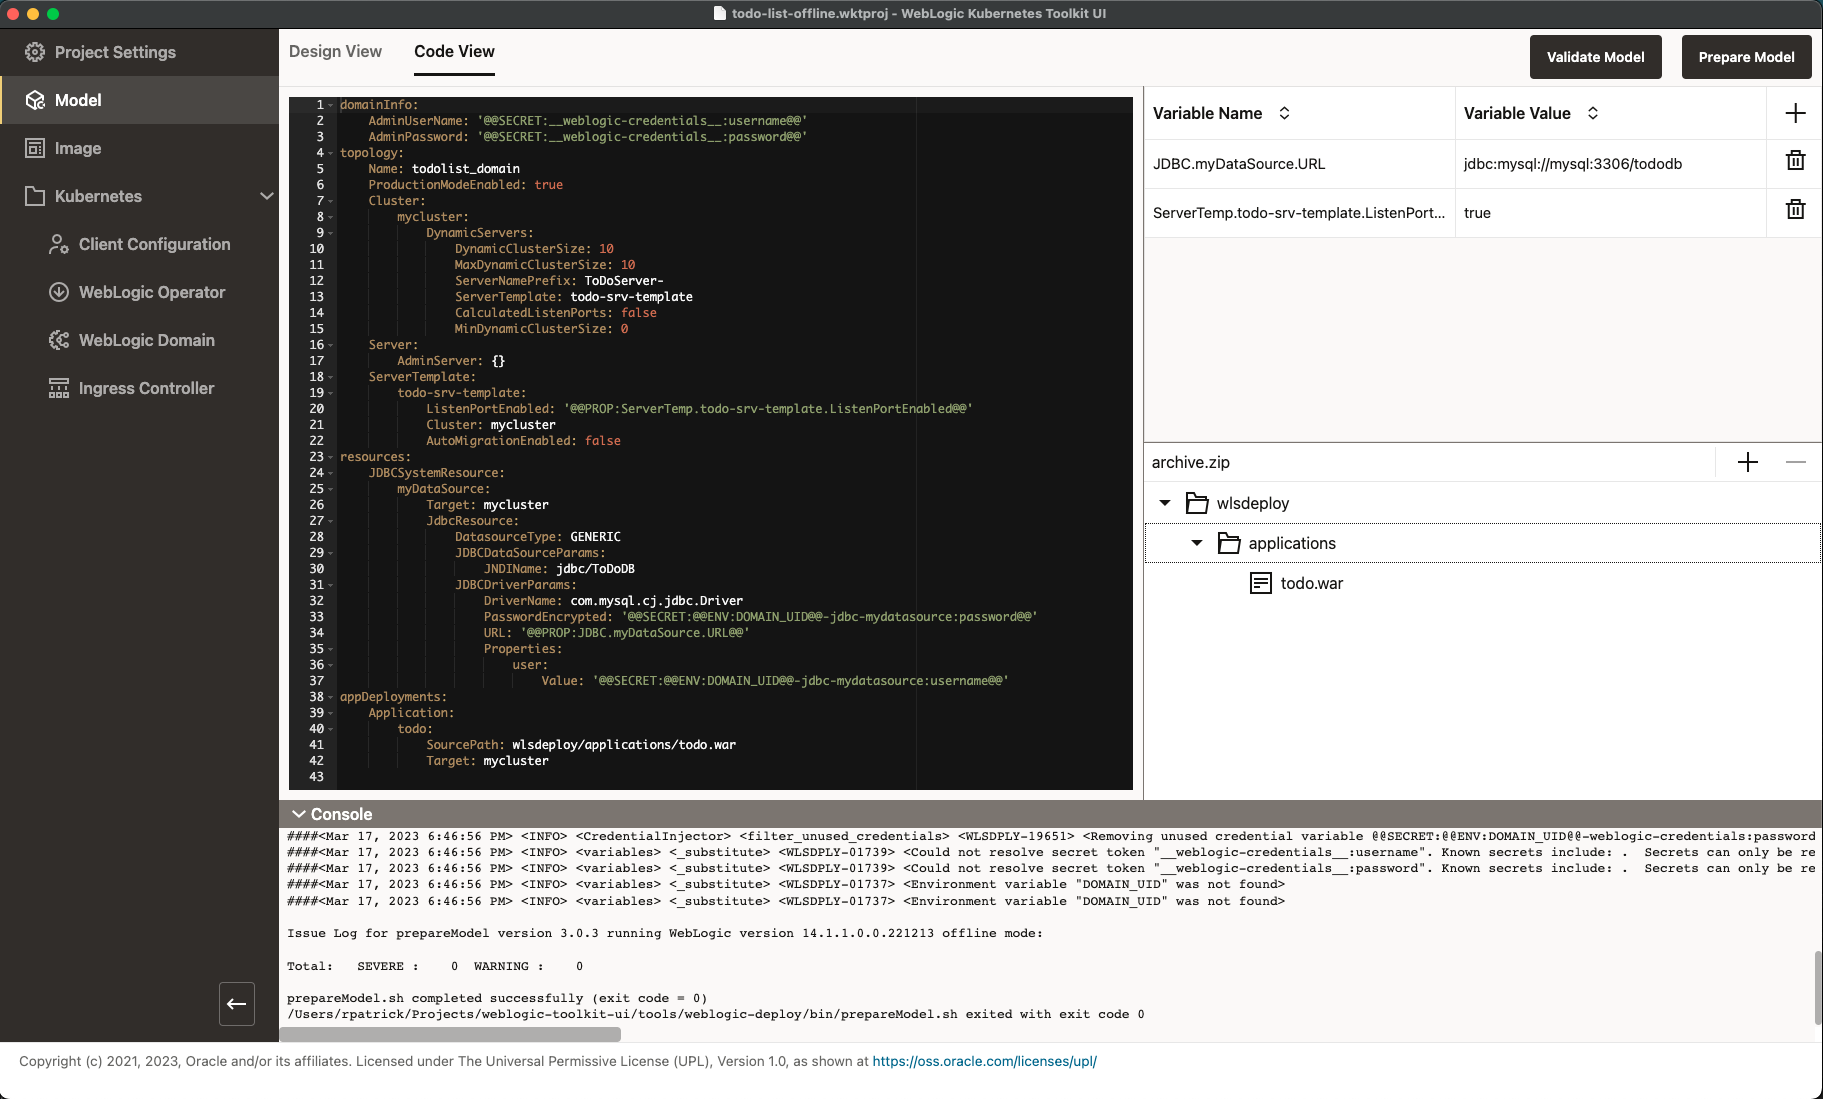 todo-list-offline.wktproj - WebLogic Kubernetes Toolkit UI
Project Settings
Model
Image
Kubernetes
Client Configuration
WebLogic Operator
WebLogic Domain
Ingress Controller
Design View
Code View
Validate Model
Prepare Model
1 domainInfo:
2 AdminUserName: '@@SECRET:__weblogic-credentials__:username@@'
3 AdminPassword: '@@SECRET:__weblogic-credentials__:password@@'
4 topology:
5 Name: todolist_domain
6 ProductionModeEnabled: true
7 Cluster:
8 mycluster:
9 DynamicServers:
10 DynamicClusterSize: 10
11 MaxDynamicClusterSize: 10
12 ServerNamePrefix: ToDoServer-
13 ServerTemplate: todo-srv-template
14 CalculatedListenPorts: false
15 MinDynamicClusterSize: 0
16 Server:
17 AdminServer: {}
18 ServerTemplate:
19 todo-srv-template:
20 ListenPortEnabled: '@@PROP:ServerTemp.todo-srv-template.ListenPortEnabled@@'
21 Cluster: mycluster
22 AutoMigrationEnabled: false
23 resources:
24 JDBCSystemResource:
25 myDataSource:
26 Target: mycluster
27 JdbcResource:
28 DatasourceType: GENERIC
29 JDBCDataSourceParams:
30 JNDIName: jdbc/ToDoDB
31 JDBCDriverParams:
32 DriverName: com.mysql.cj.jdbc.Driver
33 PasswordEncrypted: '@@SECRET:@@ENV:DOMAIN_UID@@-jdbc-mydatasource:password@@'
34 URL: '@@PROP:JDBC.myDataSource.URL@@'
35 Properties:
36 user:
37 Value: '@@SECRET:@@ENV:DOMAIN_UID@@-jdbc-mydatasource:username@@'
38 appDeployments:
39 Application:
40 todo:
41 SourcePath: wlsdeploy/applications/todo.war
42 Target: mycluster
43
Variable Name Variable Value
JDBC.myDataSource.URL jdbc:mysql://mysql:3306/tododb
ServerTemp.todo-srv-template.ListenPort... true
archive.zip
wlsdeploy
applications
todo.war
Console
####<Mar 17, 2023 6:46:56 PM> <INFO> <CredentialInjector> <filter_unused_credentials> <WLSDPLY-19651> <Removing unused credential variable @@SECRET:@@ENV:DOMAIN_UID@@-weblogic-credentials:password
####<Mar 17, 2023 6:46:56 PM> <INFO> <variables> <_substitute> <WLSDPLY-01739> <Could not resolve secret token "__weblogic-credentials__:username". Known secrets include: .  Secrets can only be re
####<Mar 17, 2023 6:46:56 PM> <INFO> <variables> <_substitute> <WLSDPLY-01739> <Could not resolve secret token "__weblogic-credentials__:password". Known secrets include: .  Secrets can only be re
####<Mar 17, 2023 6:46:56 PM> <INFO> <variables> <_substitute> <WLSDPLY-01737> <Environment variable "DOMAIN_UID" was not found>
####<Mar 17, 2023 6:46:56 PM> <INFO> <variables> <_substitute> <WLSDPLY-01737> <Environment variable "DOMAIN_UID" was not found>
Issue Log for prepareModel version 3.0.3 running WebLogic version 14.1.1.0.0.221213 offline mode:
Total:   SEVERE :    0  WARNING :    0
prepareModel.sh completed successfully (exit code = 0)
/Users/rpatrick/Projects/weblogic-toolkit-ui/tools/weblogic-deploy/bin/prepareModel.sh exited with exit code 0
Copyright (c) 2021, 2023, Oracle and/or its affiliates. Licensed under The Universal Permissive License (UPL), Version 1.0, as shown at https://oss.oracle.com/licenses/upl/